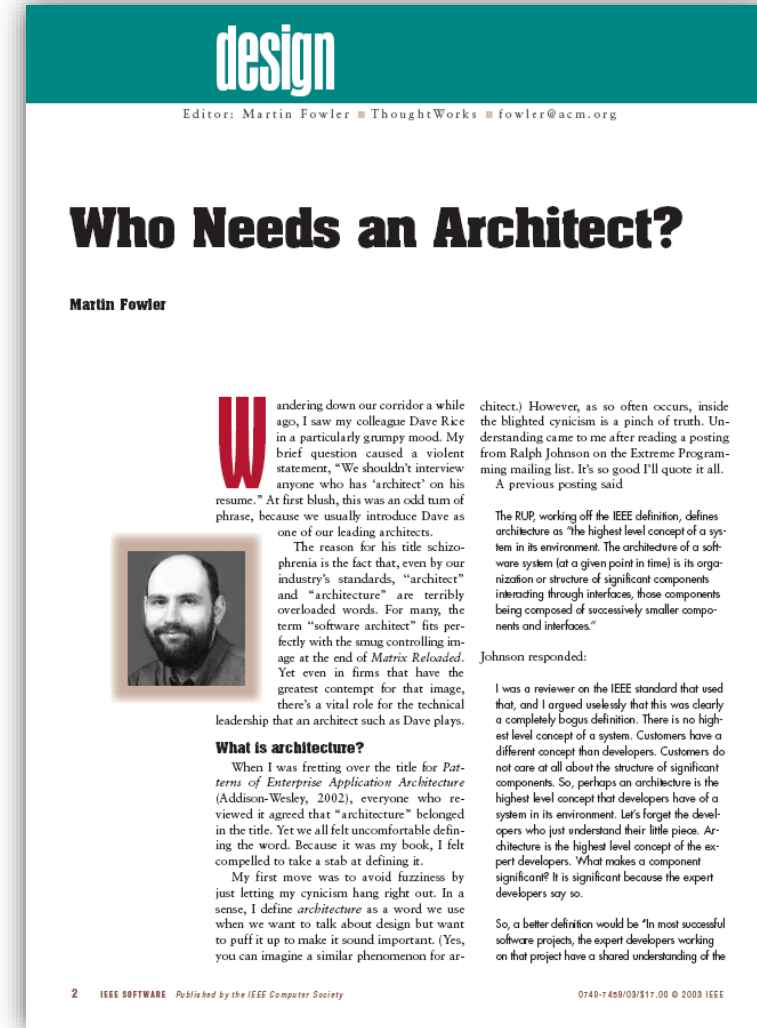 design
Editor: Martin Fowler ■ ThoughtWorks ■ fowler@acm.org
Who Needs an Architect?
Martin Fowler
Wandering down our corridor a while
ago, I saw my colleague Dave Rice
in a particularly grumpy mood. My
brief question caused a violent
statement, “We shouldn’t interview
anyone who has ‘architect’ on his
resume.” At first blush, this was an odd turn of
phrase, because we usually introduce Dave as
one of our leading architects.
The reason for his title schizo-
phrenia is the fact that, even by our
industry’s standards, “architect”
and “architecture” are terribly
overloaded words. For many, the
term “software architect” fits per-
fectly with the smug controlling im-
age at the end of Matrix Reloaded.
Yet even in firms that have the
greatest contempt for that image,
there’s a vital role for the technical
leadership that an architect such as Dave plays.
What is architecture?
When I was fretting over the title for Pat-
terns of Enterprise Application Architecture
(Addison-Wesley, 2002), everyone who re-
viewed it agreed that “architecture” belonged
in the title. Yet we all felt uncomfortable defin-
ing the word. Because it was my book, I felt
compelled to take a stab at defining it.
My first move was to avoid fuzziness by
just letting my cynicism hang right out. In a
sense, I define architecture as a word we use
when we want to talk about design but want
to puff it up to make it sound important. (Yes,
you can imagine a similar phenomenon for ar-
chitect.) However, as so often occurs, inside
the blighted cynicism is a pinch of truth. Un-
derstanding came to me after reading a posting
from Ralph Johnson on the Extreme Program-
ming mailing list. It’s so good I’ll quote it all.
A previous posting said
The RUP, working off the IEEE definition, defines
architecture as “the highest level concept of a sys-
tem in its environment. The architecture of a soft-
ware system (at a given point in time) is its orga-
nization or structure of significant components
interacting through interfaces, those components
being composed of successively smaller compo-
nents and interfaces.”
Johnson responded:
I was a reviewer on the IEEE standard that used
that, and I argued uselessly that this was clearly
a completely bogus definition. There is no high-
est level concept of a system. Customers have a
different concept than developers. Customers do
not care at all about the structure of significant
components. So, perhaps an architecture is the
highest level concept that developers have of a
system in its environment. Let’s forget the devel-
opers who just understand their little piece. Ar-
chitecture is the highest level concept of the ex-
pert developers. What makes a component
significant? It is significant because the expert
developers say so.
So, a better definition would be “In most successful
software projects, the expert developers working
on that project have a shared understanding of the
2 IEEE SOFTWARE Published by the IEEE Computer Society
0740-7459/03/$17.00 © 2003 IEEE